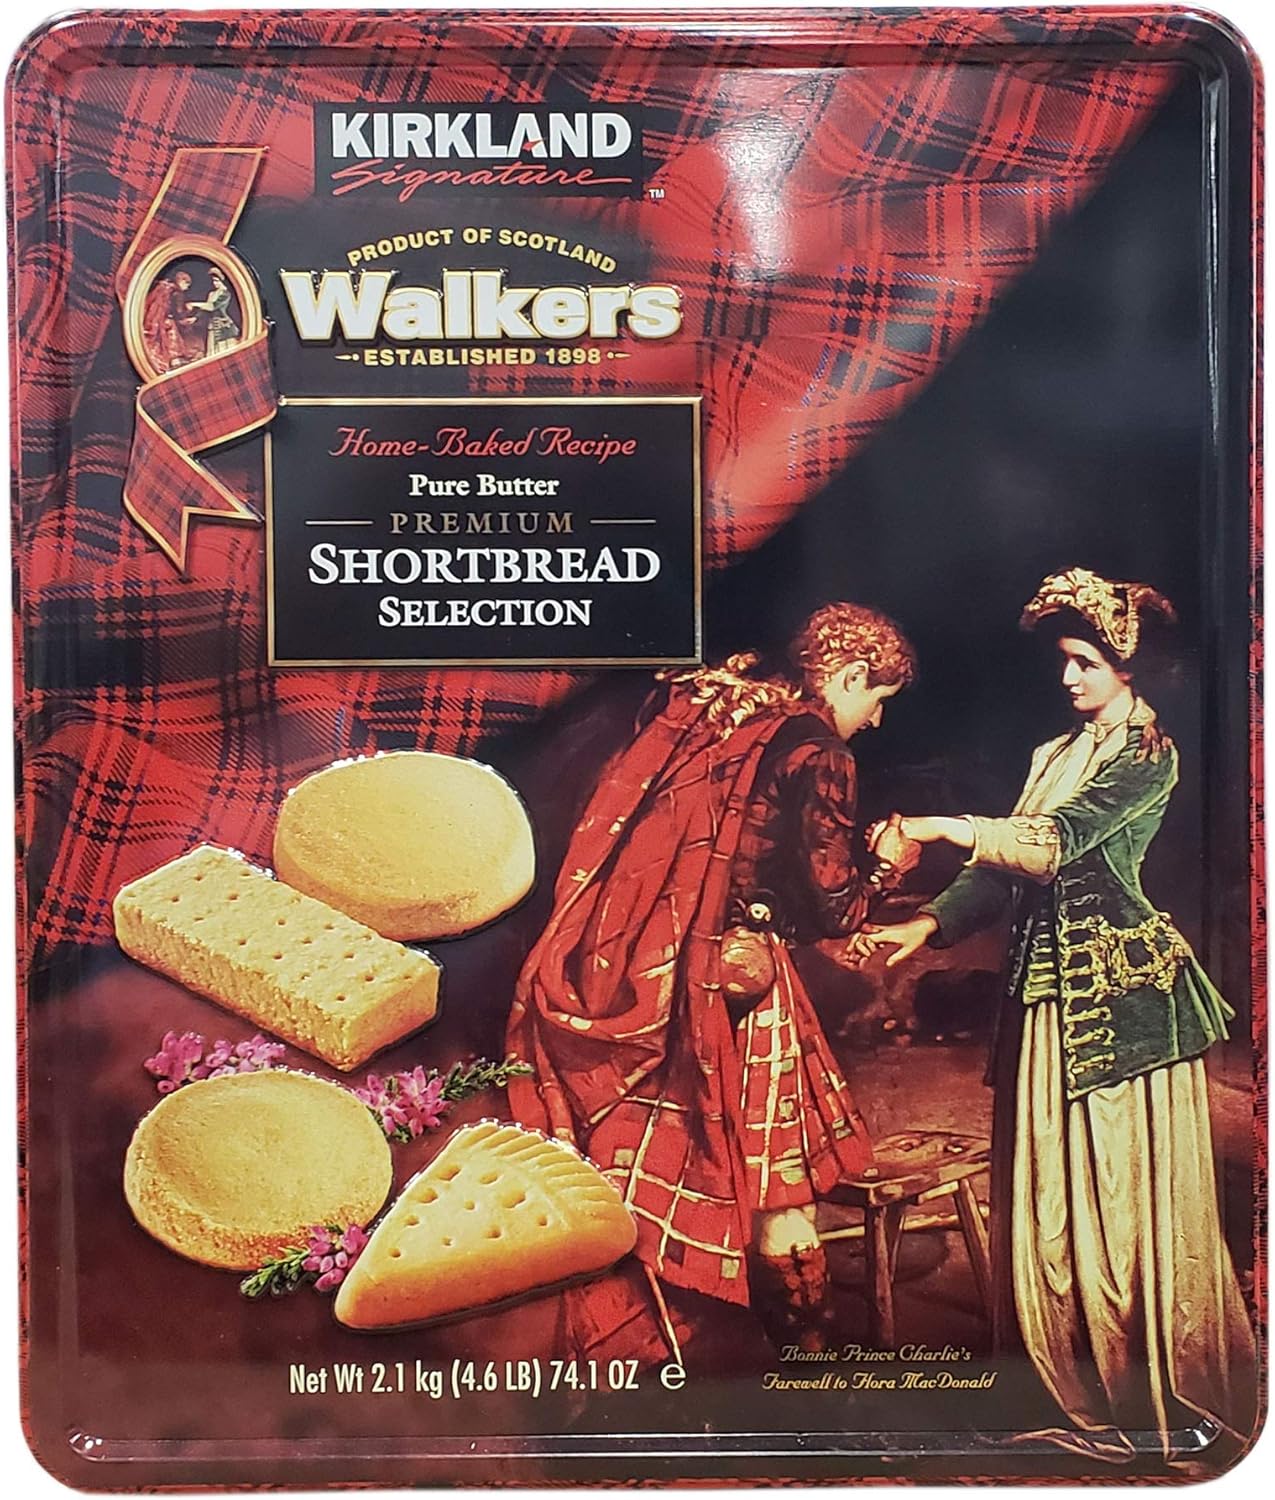 KIRKLAND
Signature
™
PRODUCT OF SCOTLAND
Walkers
ESTABLISHED 1898
Home-Baked Recipe
Pure Butter
PREMIUM
SHORTBREAD
SELECTION
Net Wt 2.1 kg (4.6 LB) 74.1 OZ ℮
Bonnie Prince Charlie's
Farewell to Flora MacDonald